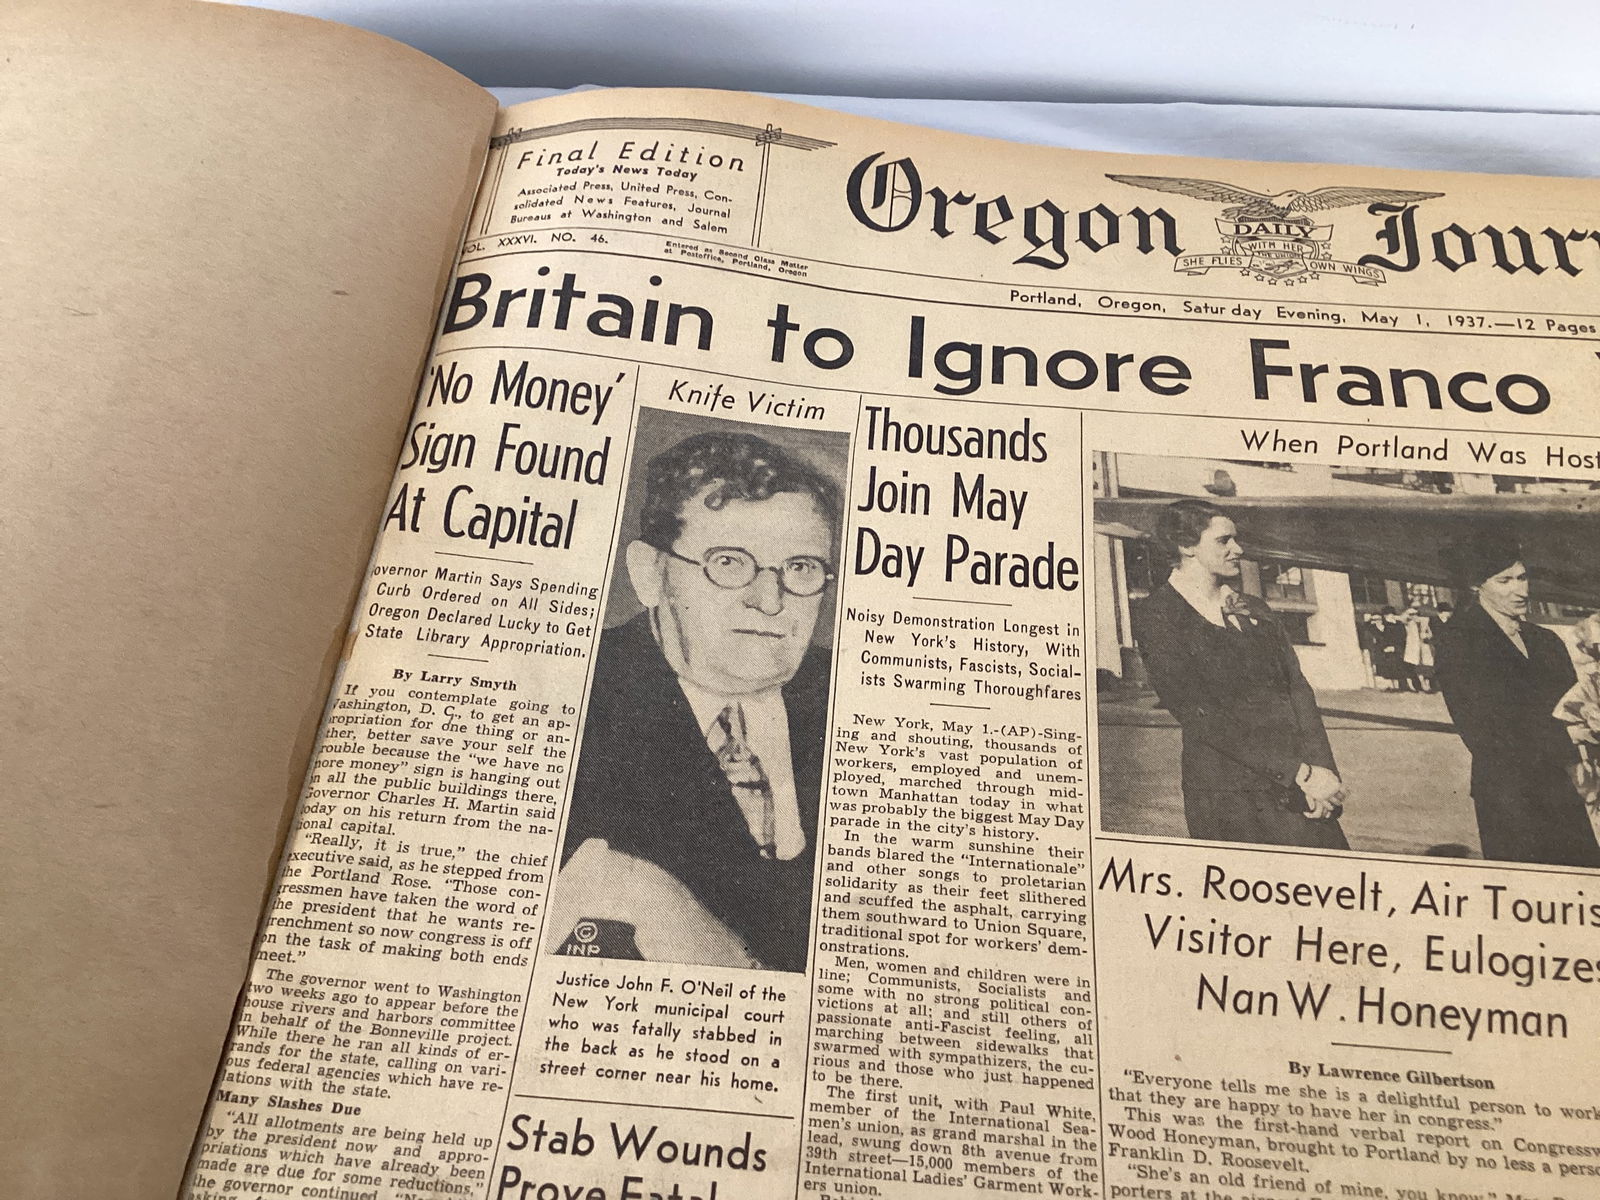 Final Edition
Today's News Today
Associated Press, United Press, Con-
solidated News Features, Journal
Bureaus at Washington and Salem
VOL. XXXVI. NO. 46.
Entered as Second Class Matter
at Postoffice, Portland, Oregon
Oregon Journ
DAILY
WITH HER
THE UNION
SHE FLIES OWN WINGS
Portland, Oregon, Saturday Evening, May 1, 1937.—12 Pages
Britain to Ignore Franco
'No Money'
Sign Found
At Capital
overnor Martin Says Spending
Curb Ordered on All Sides;
Oregon Declared Lucky to Get
State Library Appropriation.
By Larry Smyth
If you contemplate going to
Washington, D. C., to get an ap-
ropriation for one thing or an-
ther, better save your self the
rouble because the "we have no
more money" sign is hanging out
on all the public buildings there,
Governor Charles H. Martin said
today on his return from the na-
ional capital.
"Really, it is true," the chief
executive said, as he stepped from
the Portland Rose. "Those con-
gressmen have taken the word of
the president that he wants re-
trenchment so now congress is off
on the task of making both ends
meet."
The governor went to Washington
two weeks ago to appear before the
house rivers and harbors committee
in behalf of the Bonneville project.
While there he ran all kinds of er-
rands for the state, calling on vari-
ous federal agencies which have re-
lations with the state.
Many Slashes Due
"All allotments are being held up
by the president now and appro-
priations which have already been
made are due for some reductions,"
the governor continued.
asking
Knife Victim
© INP
Justice John F. O'Neil of the
New York municipal court
who was fatally stabbed in
the back as he stood on a
street corner near his home.
Stab Wounds
Prove Fatal
Thousands
Join May
Day Parade
Noisy Demonstration Longest in
New York's History, With
Communists, Fascists, Social-
ists Swarming Thoroughfares
New York, May 1.-(AP)-Sing-
ing and shouting, thousands of
New York's vast population of
workers, employed and unem-
ployed, marched through mid-
town Manhattan today in what
was probably the biggest May Day
parade in the city's history.
In the warm sunshine their
bands blared the "Internationale"
and other songs to proletarian
solidarity as their feet slithered
and scuffed the asphalt, carrying
them southward to Union Square,
traditional spot for workers' dem-
onstrations.
Men, women and children were in
line; Communists, Socialists and
some with no strong political con-
victions at all; and still others of
passionate anti-Fascist feeling, all
marching between sidewalks that
swarmed with sympathizers, the cu-
rious and those who just happened
to be there.
The first unit, with Paul White,
member of the International Sea-
men's union, as grand marshal in the
lead, swung down 8th avenue from
39th street—15,000 members of the
International Ladies' Garment Work-
ers union.
When Portland Was Host
Mrs. Roosevelt, Air Touris
Visitor Here, Eulogizes
Nan W. Honeyman
By Lawrence Gilbertson
"Everyone tells me she is a delightful person to work
that they are happy to have her in congress."
This was the first-hand verbal report on Congressw
Wood Honeyman, brought to Portland by no less a perso
Franklin D. Roosevelt.
"She's an old friend of mine, you know
porters at the